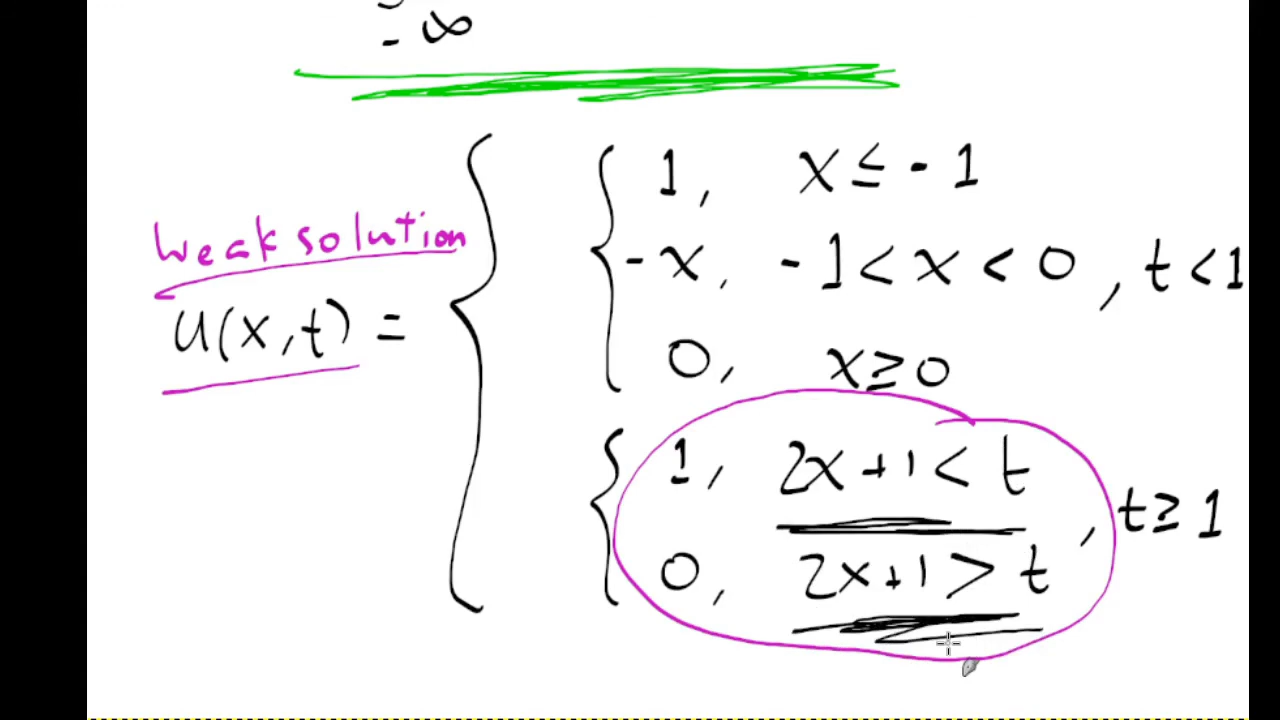 - ∞
1, x ≤ - 1
weak solution
- x, - 1 < x < 0 , t < 1
u(x,t) =
0, x ≥ 0
1, 2x + 1 < t
, t ≥ 1
0, 2x + 1 > t